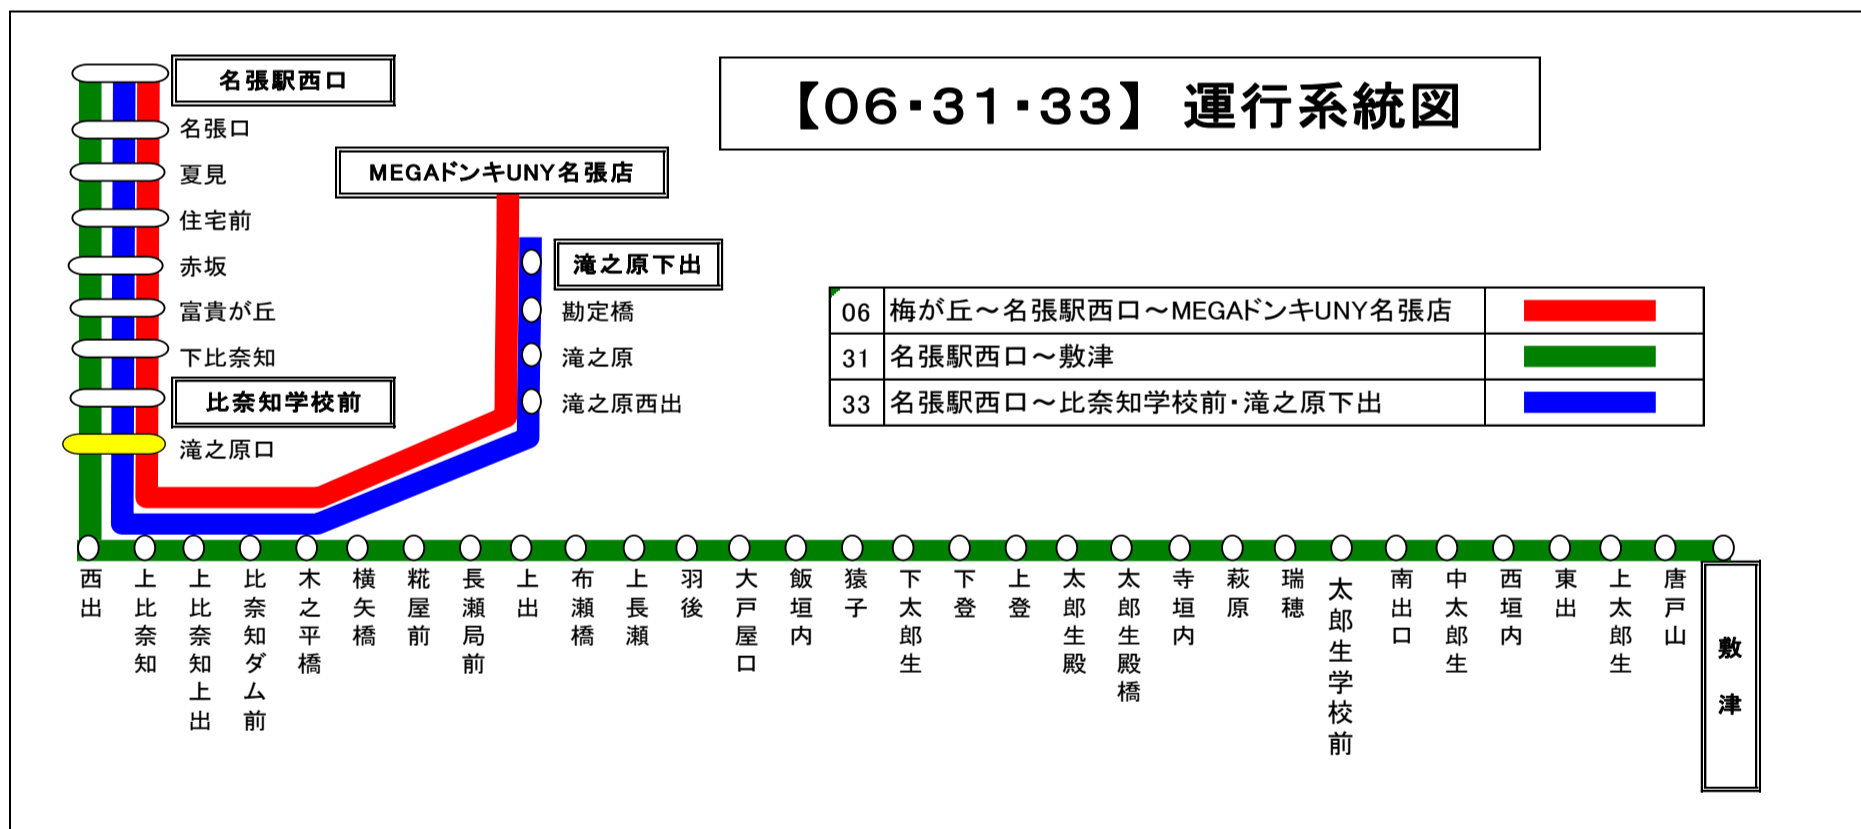 【06・31・33】 運行系統図
名張駅西口
名張口
夏見
住宅前
赤坂
富貴が丘
下比奈知
比奈知学校前
滝之原口
MEGAドンキUNY名張店
滝之原下出
勘定橋
滝之原
滝之原西出
06 梅が丘～名張駅西口～MEGAドンキUNY名張店
31 名張駅西口～敷津
33 名張駅西口～比奈知学校前・滝之原下出
西出
上比奈知
上比奈知上出
比奈知ダム前
木之平橋
横矢橋
糀屋前
長瀬局前
上出
布瀬橋
上長瀬
羽後
大戸屋口
飯垣内
猿子
下太郎生
下登
上登
太郎生殿
太郎生殿橋
寺垣内
萩原
瑞穂
太郎生学校前
南出口
中太郎生
西垣内
東出
上太郎生
唐戸山
敷津